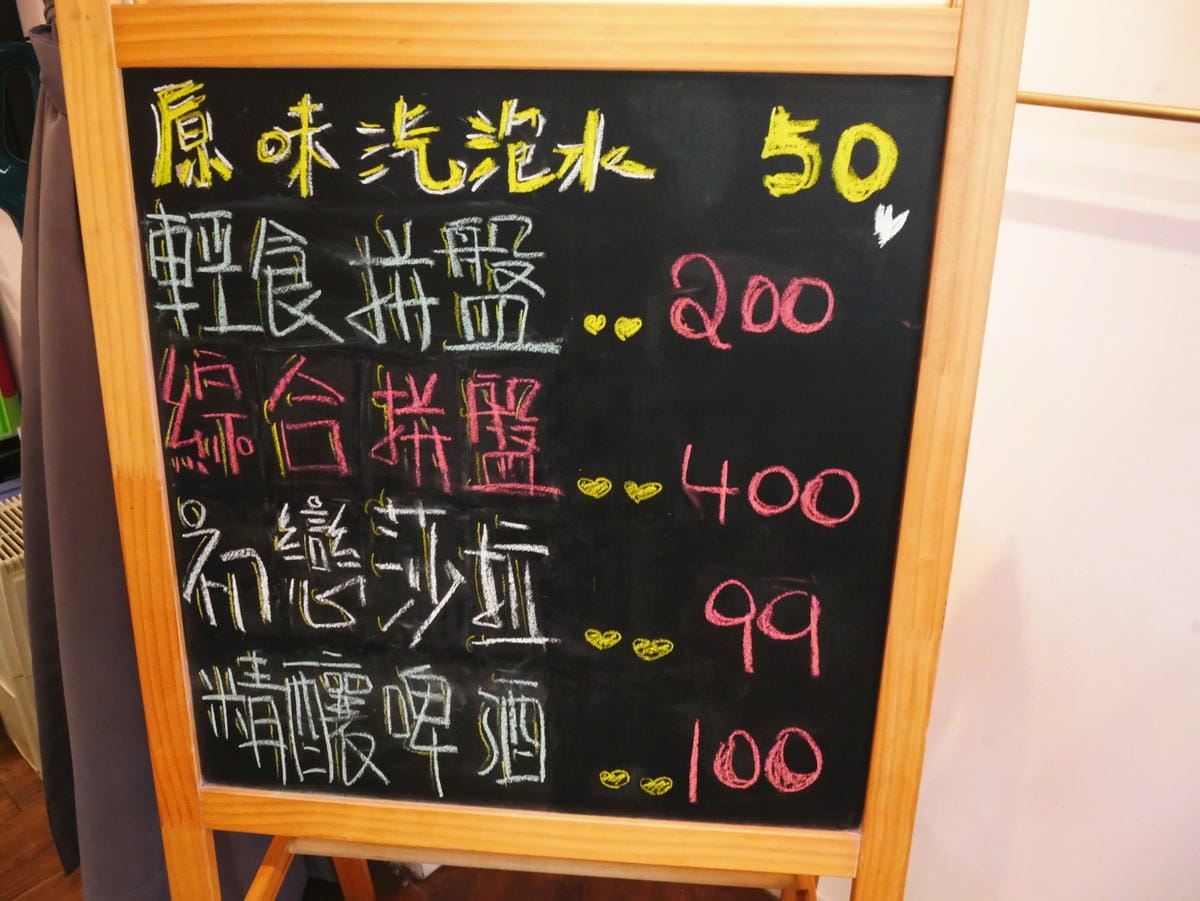 原味汽泡水 50
輕食拼盤 .. 200
綜合拼盤 .. 400
初戀莎拉 .. 99
精釀啤酒 .. 100